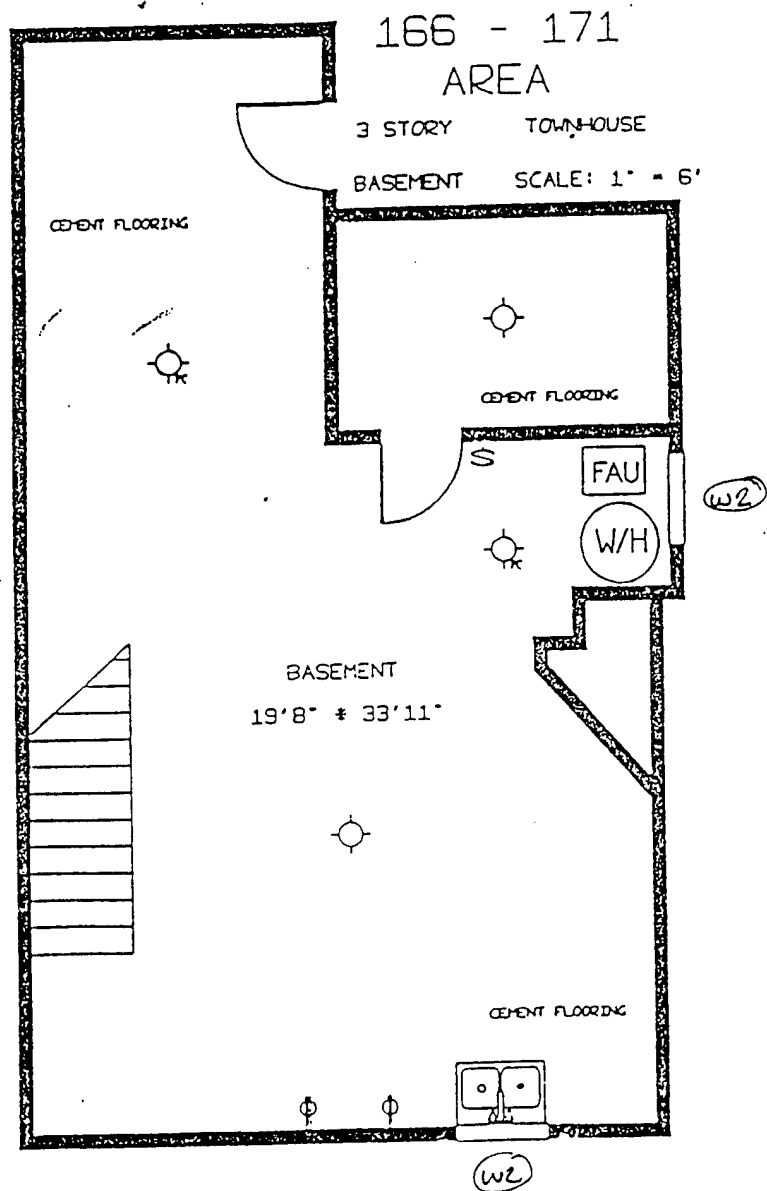 166 - 171
AREA
3 STORY TOWNHOUSE
BASEMENT SCALE: 1" = 6'
CEMENT FLOORING
CEMENT FLOORING
S
FAU
W2
W/H
BASEMENT
19'8" * 33'11"
CEMENT FLOORING
W2